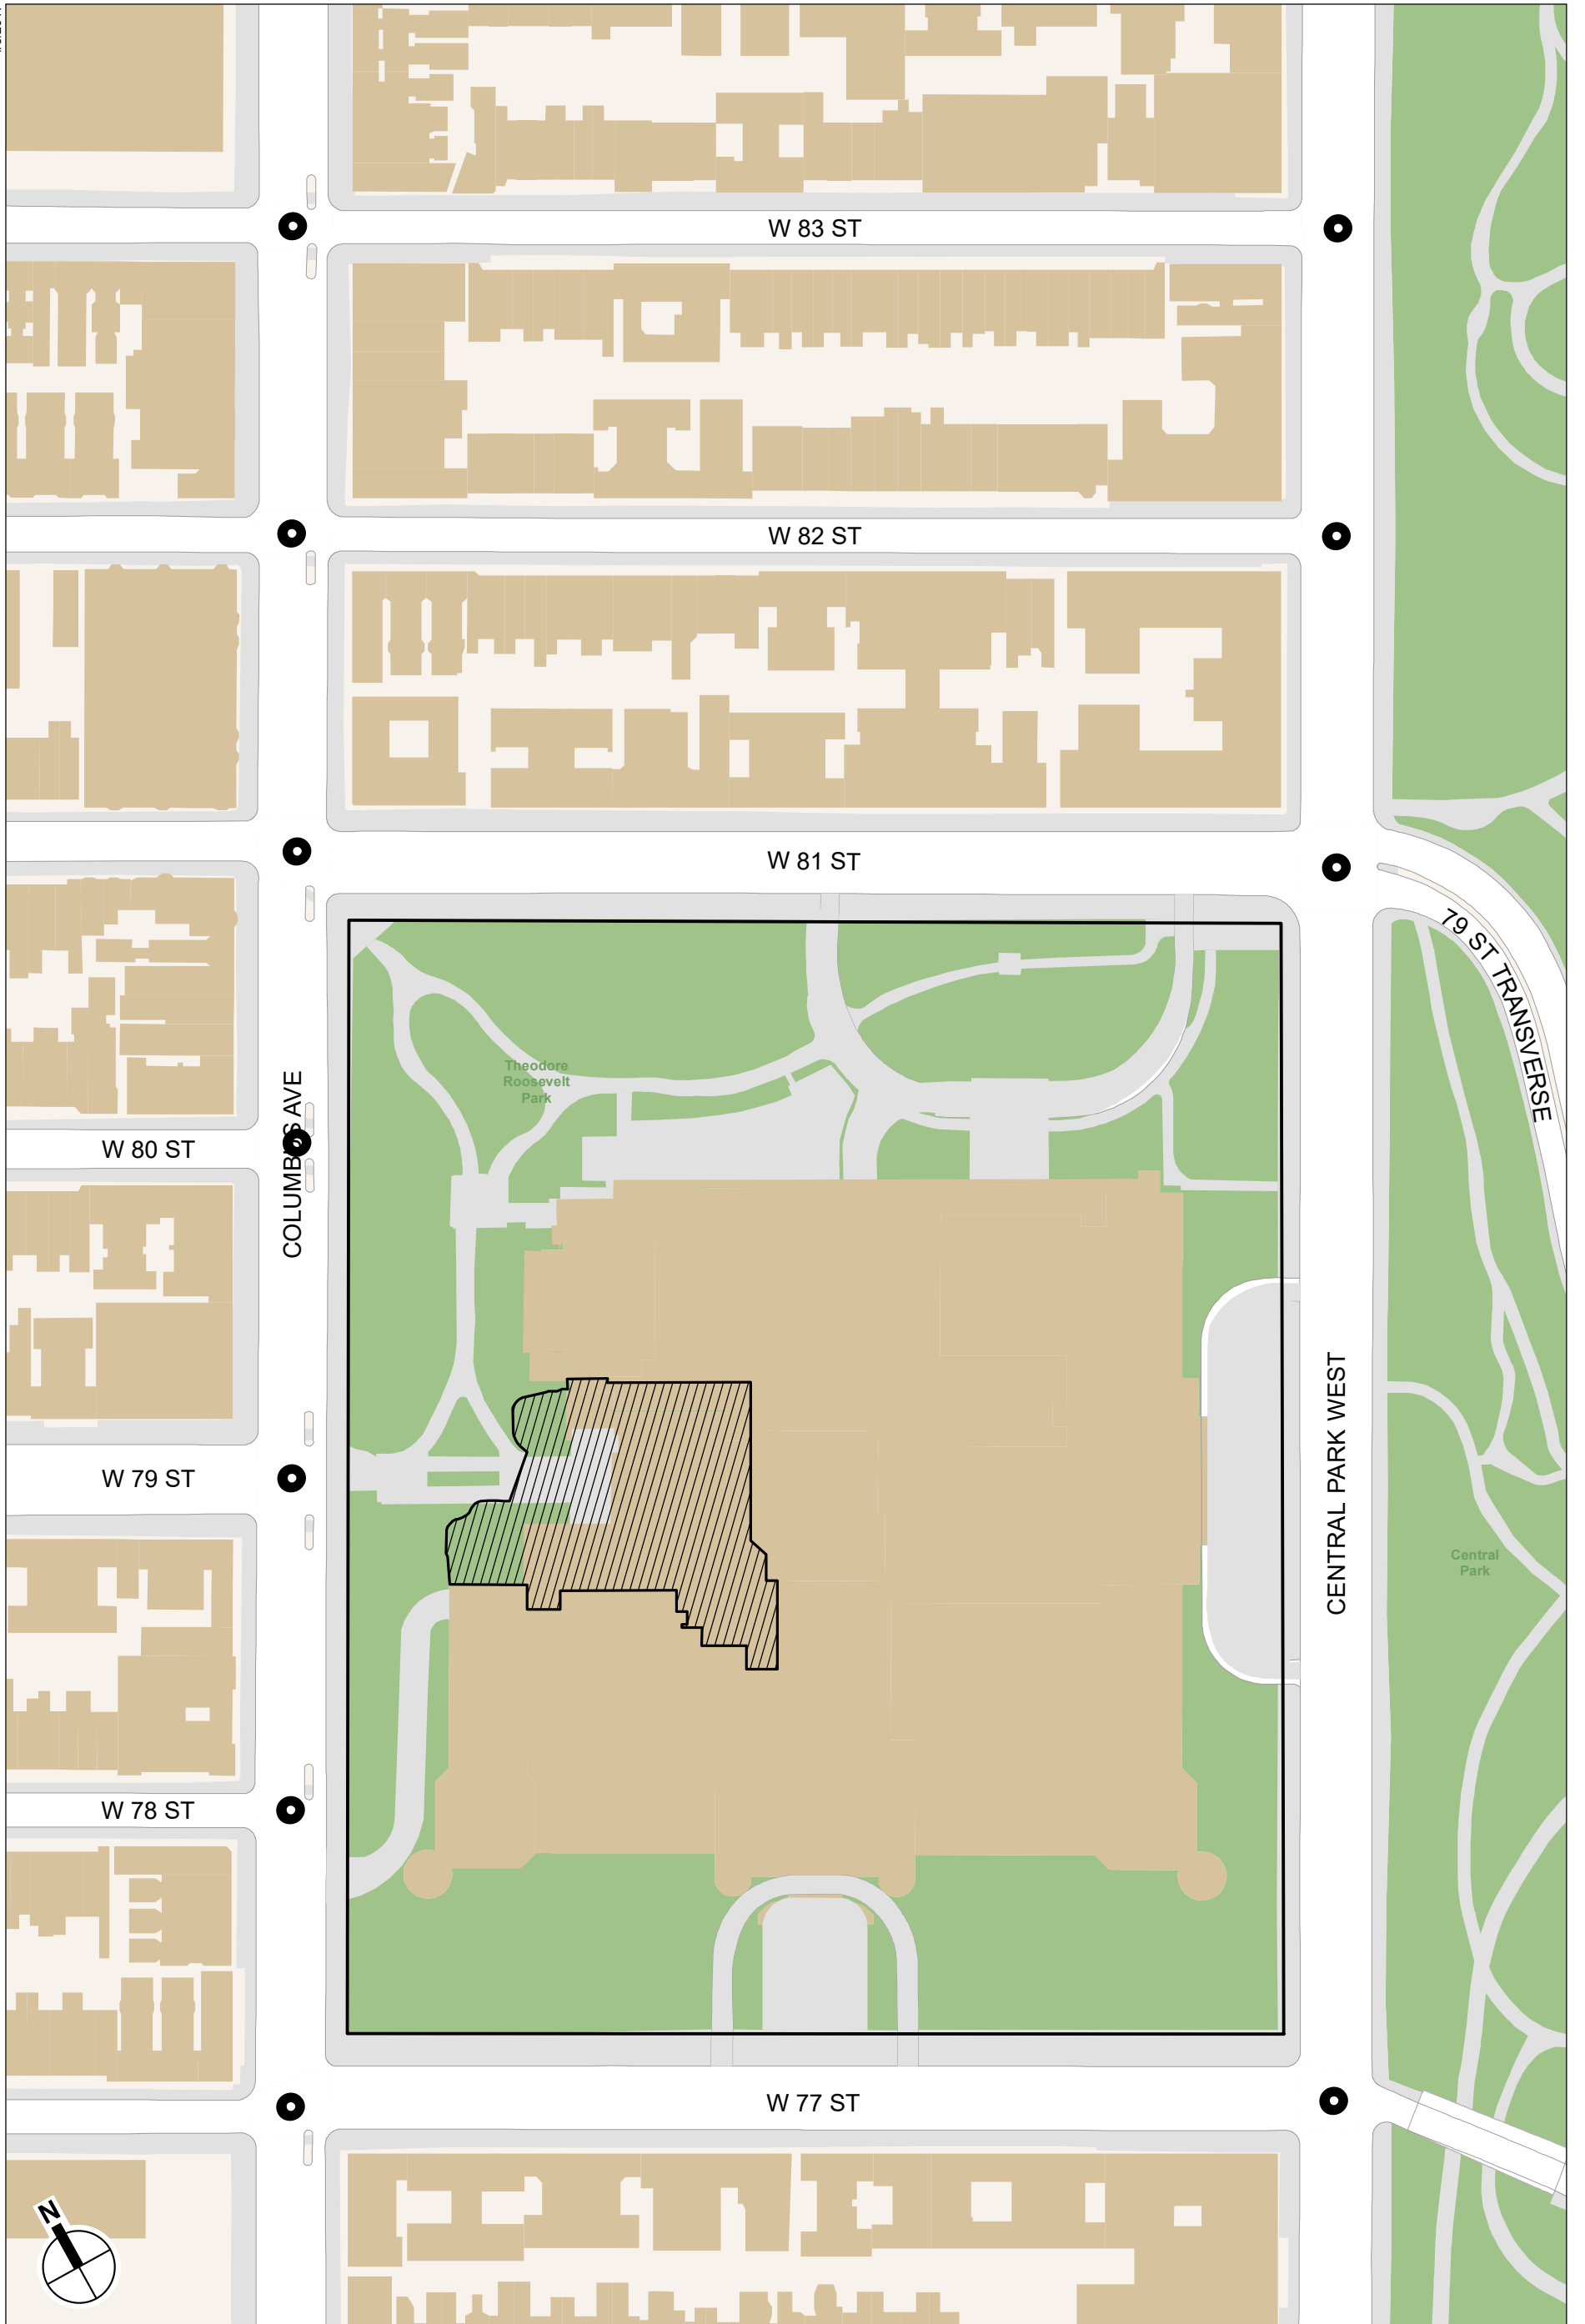 W 83 ST
W 82 ST
W 81 ST
79 ST TRANSVERSE
Theodore
Roosevelt
Park
COLUMBUS AVE
W 80 ST
CENTRAL PARK WEST
W 79 ST
Central
Park
W 78 ST
W 77 ST
N